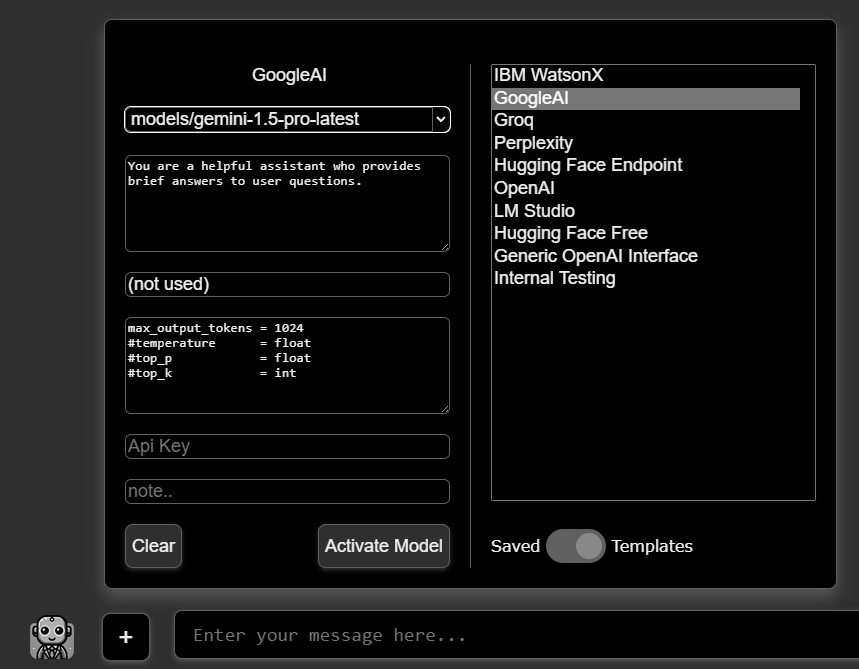 GoogleAI
models/gemini-1.5-pro-latest
You are a helpful assistant who provides
brief answers to user questions.
(not used)
max_output_tokens = 1024
#temperature      = float
#top_p            = float
#top_k            = int
Api Key
note..
Clear
Activate Model
IBM WatsonX
GoogleAI
Groq
Perplexity
Hugging Face Endpoint
OpenAI
LM Studio
Hugging Face Free
Generic OpenAI Interface
Internal Testing
Saved
Templates
+
Enter your message here...